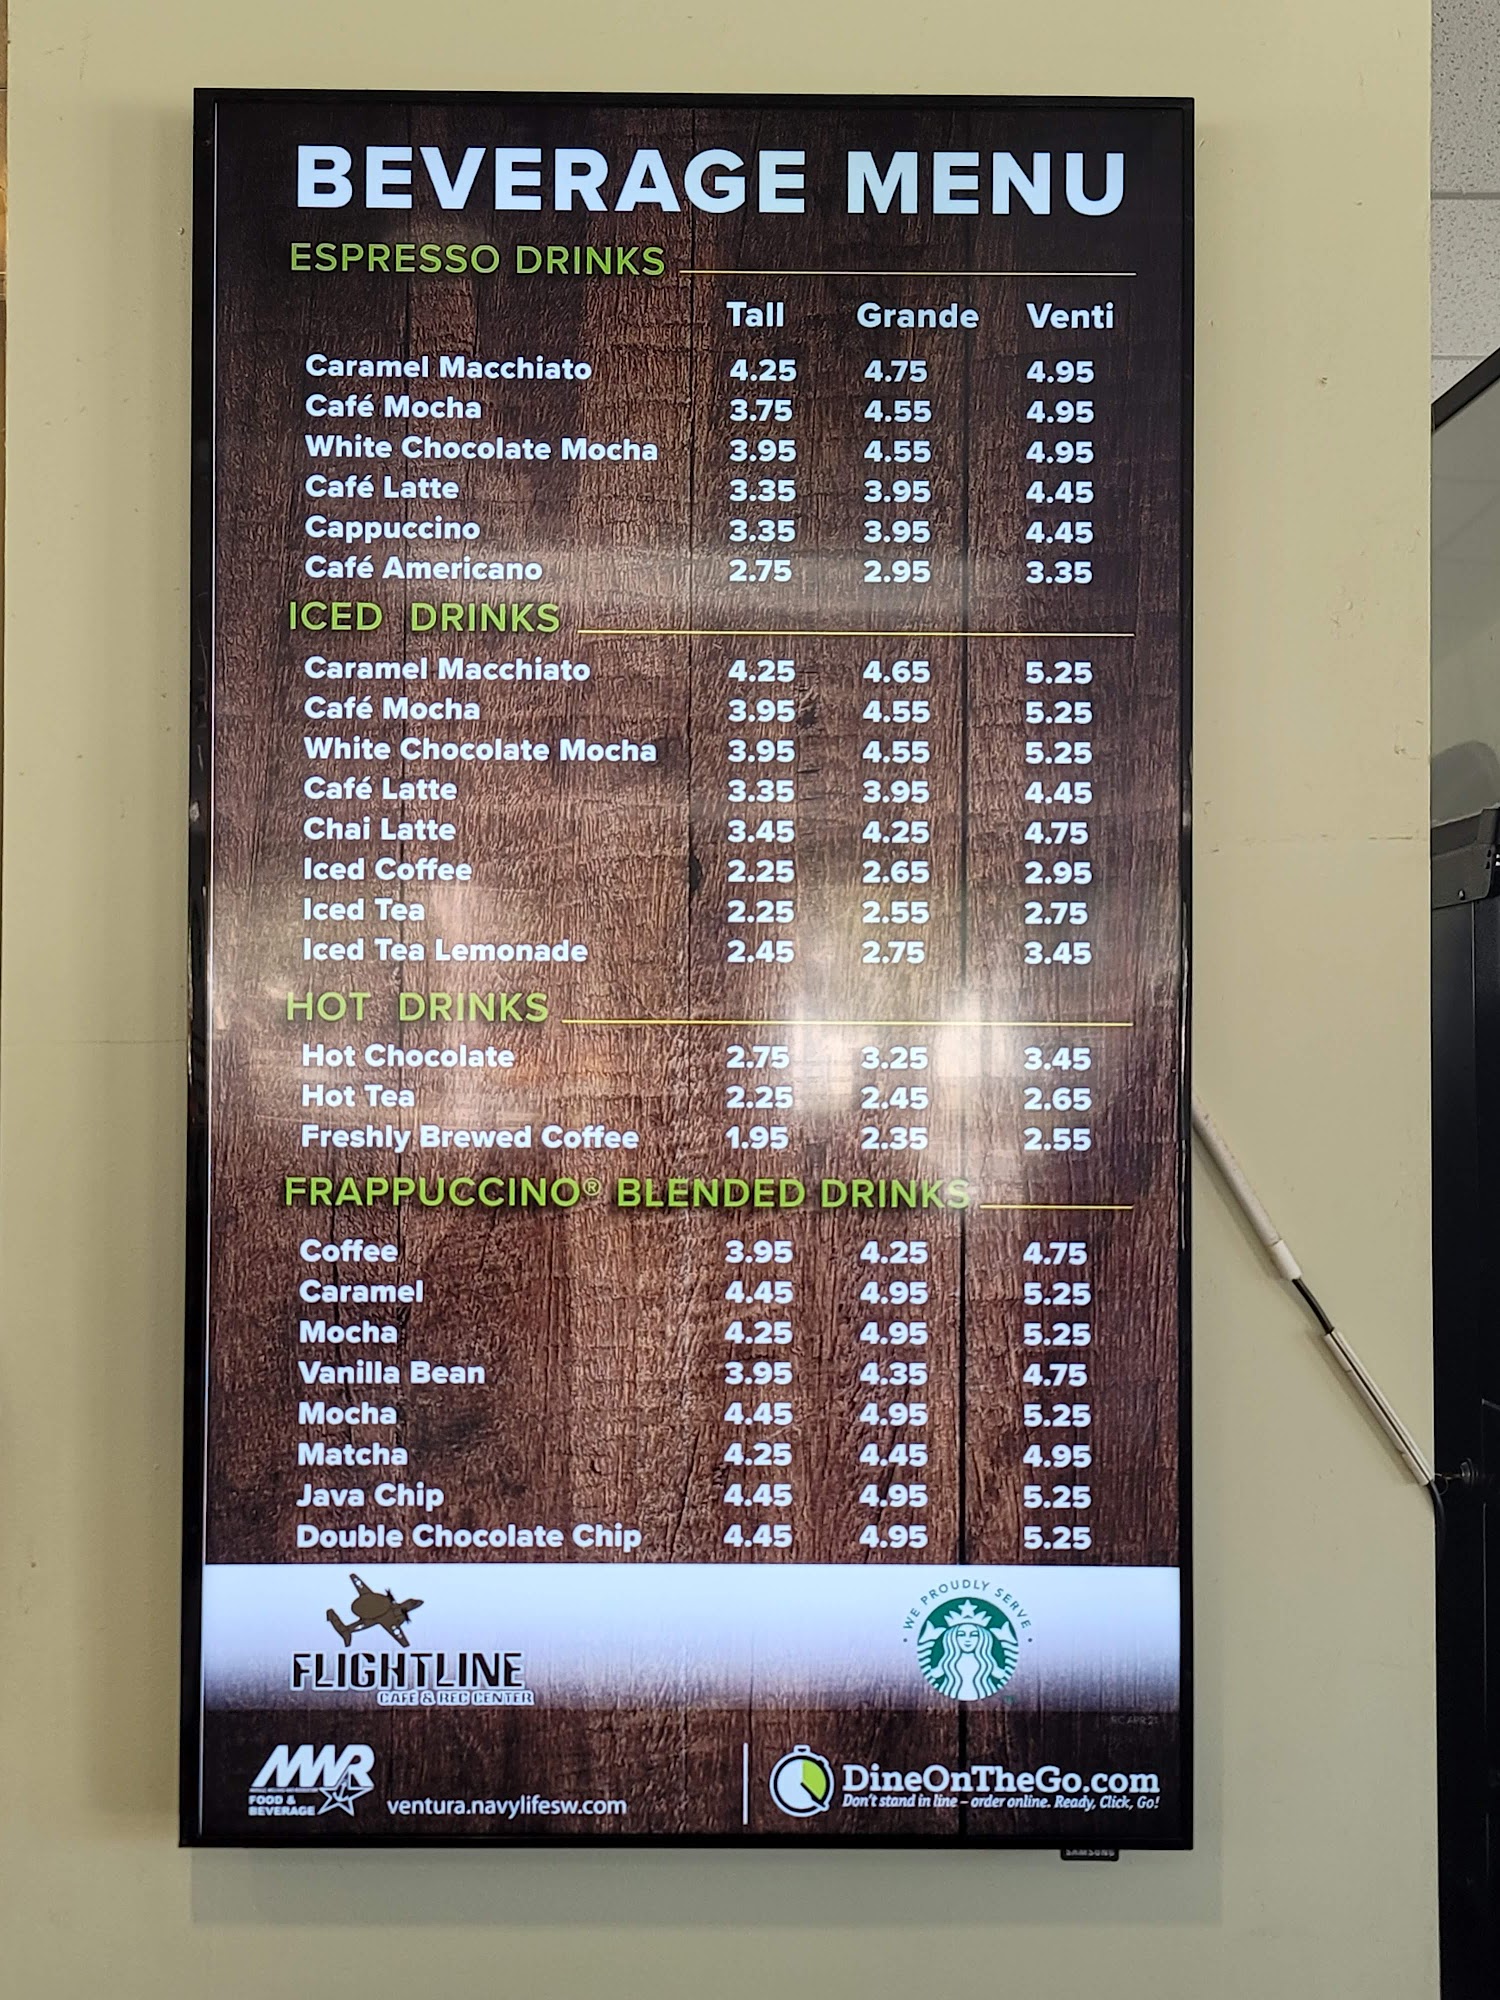 BEVERAGE MENU
ESPRESSO DRINKS
Tall Grande Venti
Caramel Macchiato 4.25 4.75 4.95
Café Mocha 3.75 4.55 4.95
White Chocolate Mocha 3.95 4.55 4.95
Café Latte 3.35 3.95 4.45
Cappuccino 3.35 3.95 4.45
Café Americano 2.75 2.95 3.35
ICED DRINKS
Caramel Macchiato 4.25 4.65 5.25
Café Mocha 3.95 4.55 5.25
White Chocolate Mocha 3.95 4.55 5.25
Café Latte 3.35 3.95 4.45
Chai Latte 3.45 4.25 4.75
Iced Coffee 2.25 2.65 2.95
Iced Tea 2.25 2.55 2.75
Iced Tea Lemonade 2.45 2.75 3.45
HOT DRINKS
Hot Chocolate 2.75 3.25 3.45
Hot Tea 2.25 2.45 2.65
Freshly Brewed Coffee 1.95 2.35 2.55
FRAPPUCCINO® BLENDED DRINKS
Coffee 3.95 4.25 4.75
Caramel 4.45 4.95 5.25
Mocha 4.25 4.95 5.25
Vanilla Bean 3.95 4.35 4.75
Mocha 4.45 4.95 5.25
Matcha 4.25 4.45 4.95
Java Chip 4.45 4.95 5.25
Double Chocolate Chip 4.45 4.95 5.25
WE PROUDLY SERVE
FLIGHTLINE
CAFE & REC CENTER
MWR
FOOD &
BEVERAGE
ventura.navylifesw.com
DineOnTheGo.com
Don't stand in line – order online. Ready, Click, Go!
SAMSUNG